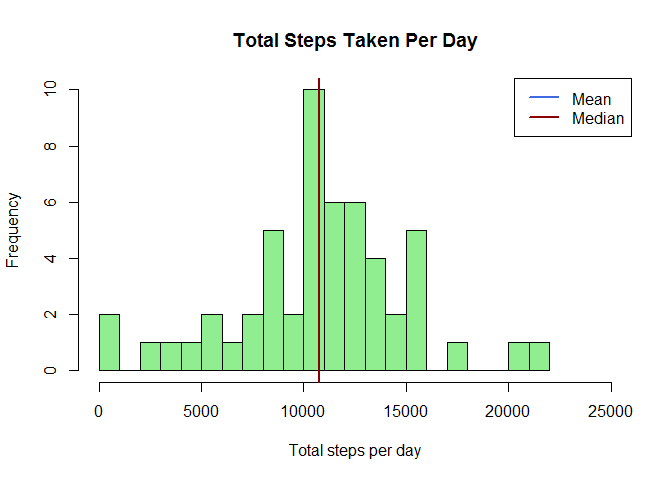 Total Steps Taken Per Day
Mean
Median
Frequency
0
2
4
6
8
10
0 5000 10000 15000 20000 25000
Total steps per day